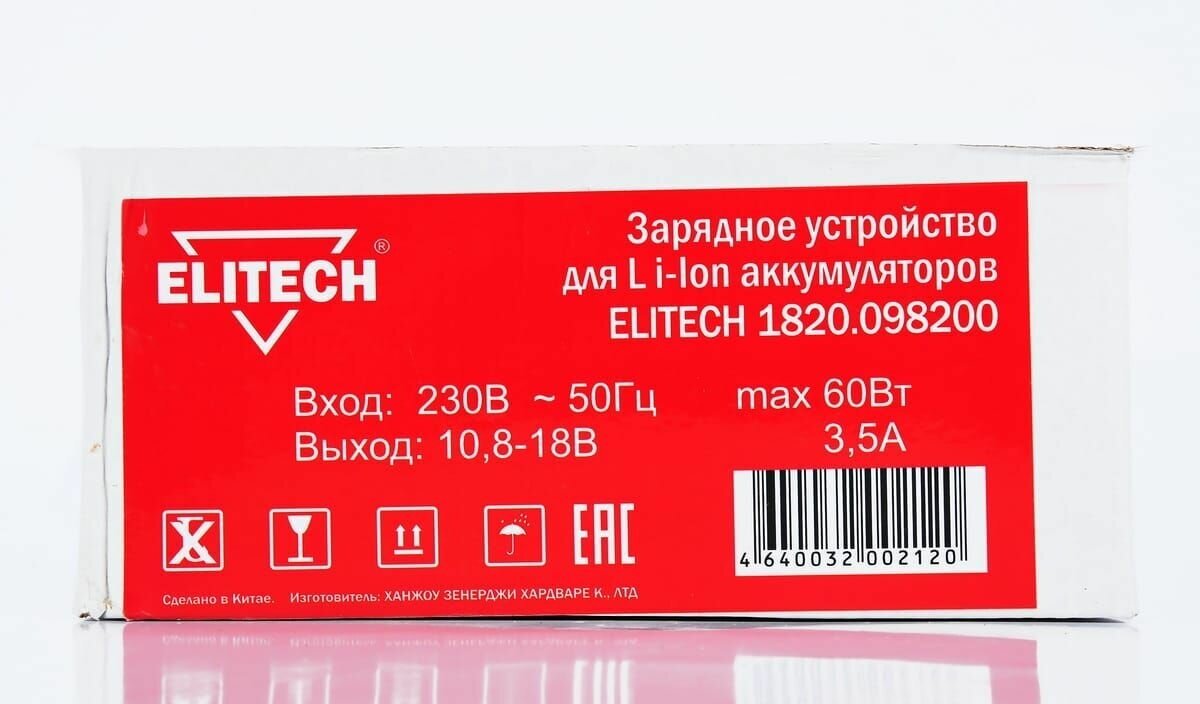 ELITECH®
Зарядное устройство
для L i-Ion аккумуляторов
ELITECH 1820.098200
Вход: 230В ~ 50Гц max 60Вт
Выход: 10,8-18В 3,5А
EAC
4 640032 002120
Сделано в Китае. Изготовитель: ХАНЖОУ ЗЕНЕРДЖИ ХАРДВАРЕ К., ЛТД